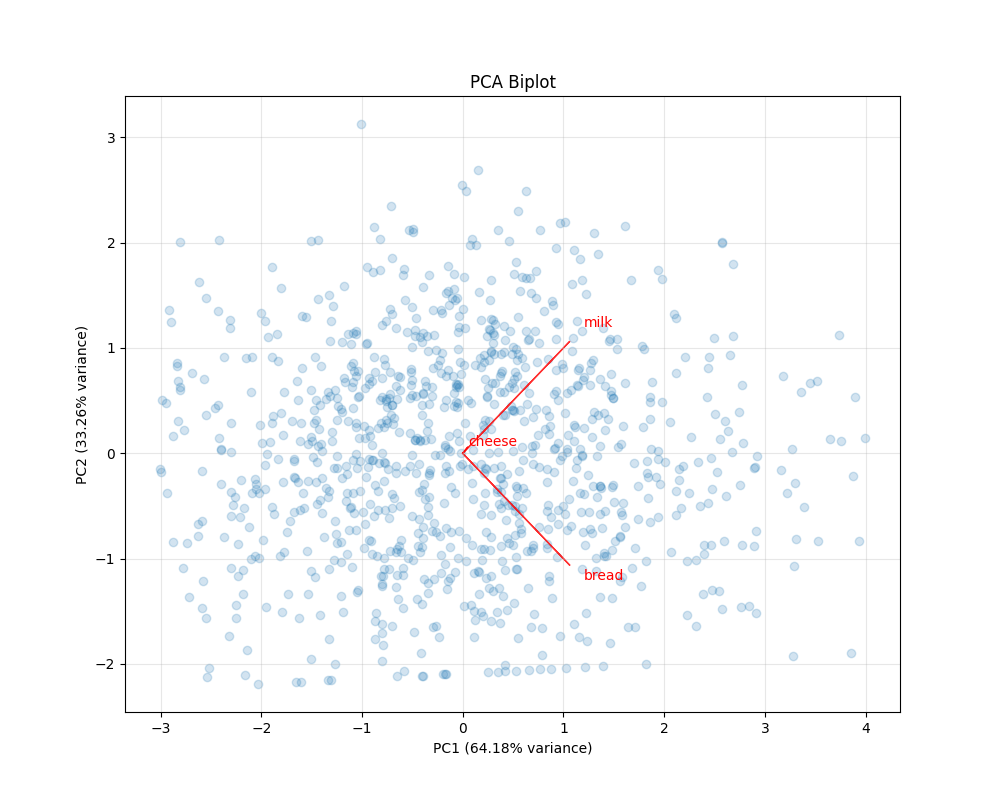 PCA Biplot
PC2 (33.26% variance)
3
2
1
0
−1
−2
milk
cheese
bread
−3
−2
−1
0
1
2
3
4
PC1 (64.18% variance)